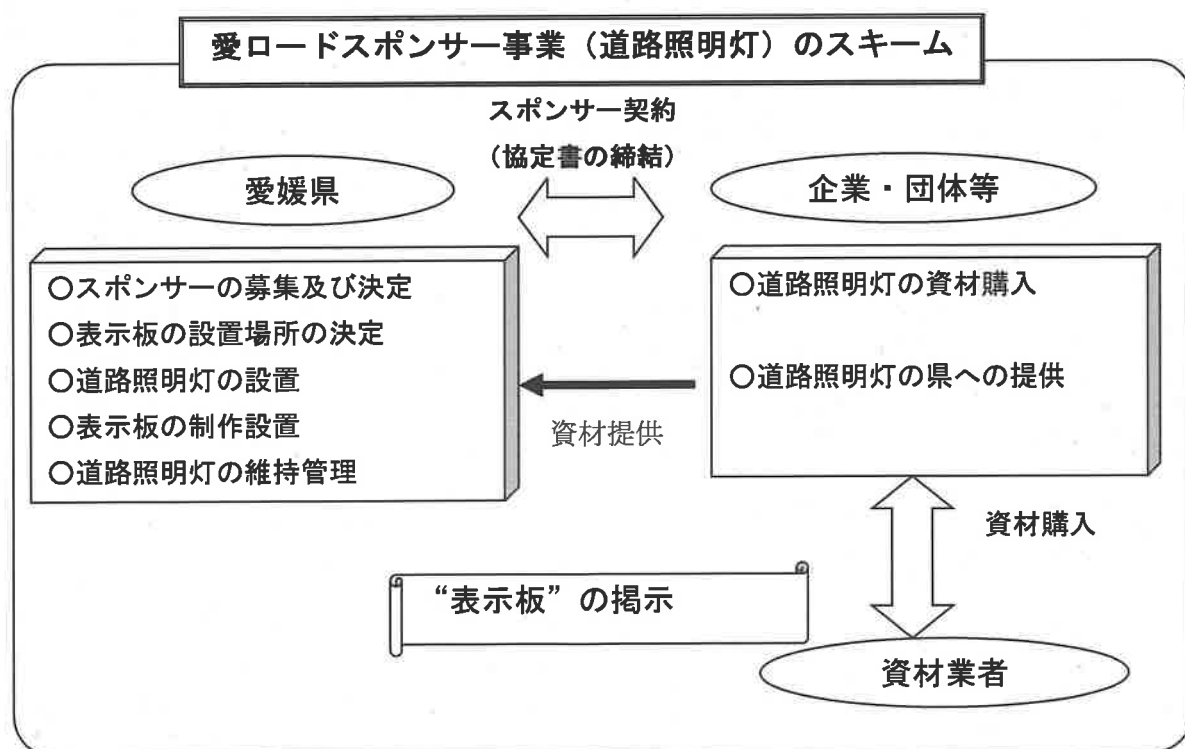 愛ロードスポンサー事業（道路照明灯）のスキーム
スポンサー契約
（協定書の締結）
愛媛県
企業・団体等
○スポンサーの募集及び決定
○表示板の設置場所の決定
○道路照明灯の設置
○表示板の制作設置
○道路照明灯の維持管理
○道路照明灯の資材購入
○道路照明灯の県への提供
資材提供
資材購入
“表示板”の掲示
資材業者